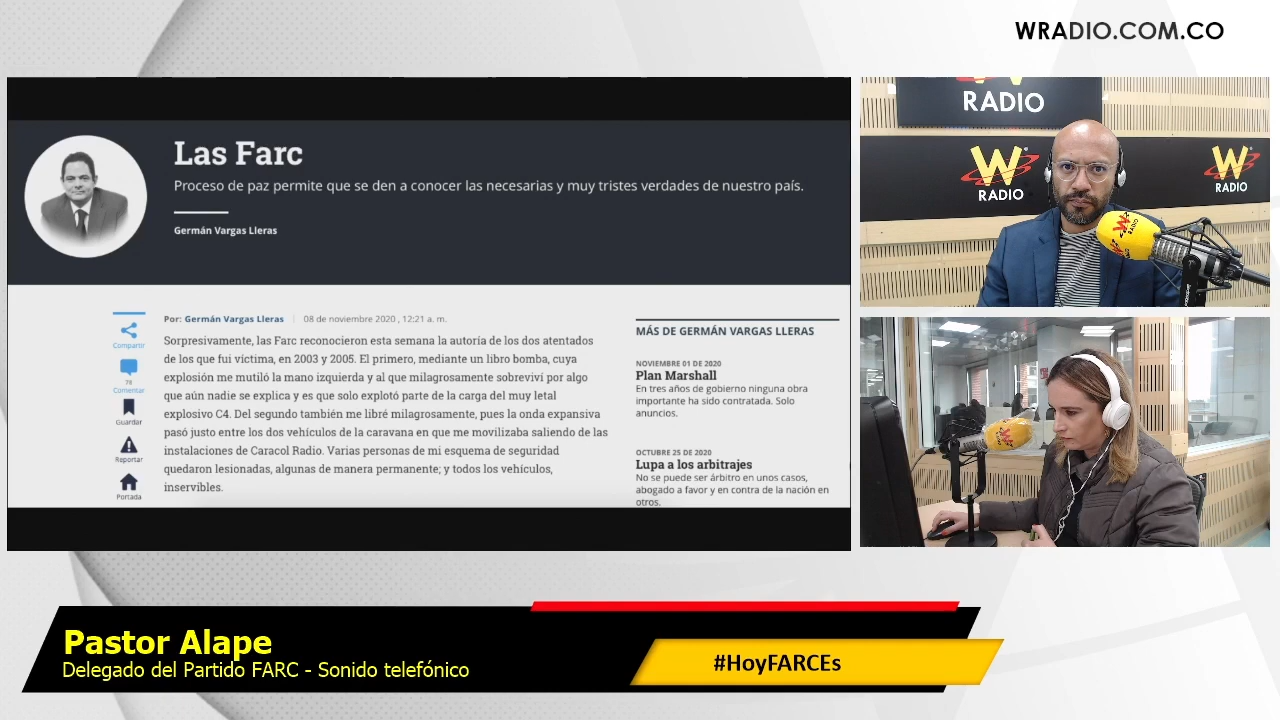 WRADIO.COM.CO
Las Farc
Proceso de paz permite que se den a conocer las necesarias y muy tristes verdades de nuestro país.
Germán Vargas Lleras
Por: Germán Vargas Lleras | 08 de noviembre 2020 , 12:21 a. m.
Sorpresivamente, las Farc reconocieron esta semana la autoría de los dos atentados
de los que fui víctima, en 2003 y 2005. El primero, mediante un libro bomba, cuya
explosión me mutiló la mano izquierda y al que milagrosamente sobreviví por algo
que aún nadie se explica y es que solo explotó parte de la carga del muy letal
explosivo C4. Del segundo también me libré milagrosamente, pues la onda expansiva
pasó justo entre los dos vehículos de la caravana en que me movilizaba saliendo de las
instalaciones de Caracol Radio. Varias personas de mi esquema de seguridad
quedaron lesionadas, algunas de manera permanente; y todos los vehículos,
inservibles.
Compartir
78
Comentar
Guardar
Reportar
Portada
MÁS DE GERMÁN VARGAS LLERAS
NOVIEMBRE 01 DE 2020
Plan Marshall
En tres años de gobierno ninguna obra
importante ha sido contratada. Solo
anuncios.
OCTUBRE 25 DE 2020
Lupa a los arbitrajes
No se puede ser árbitro en unos casos,
abogado a favor y en contra de la nación en
otros.
RADIO
W
RADIO
W
RADIO
W
RADIO
W
RADIO
W
Pastor Alape
Delegado del Partido FARC - Sonido telefónico
#HoyFARCEs